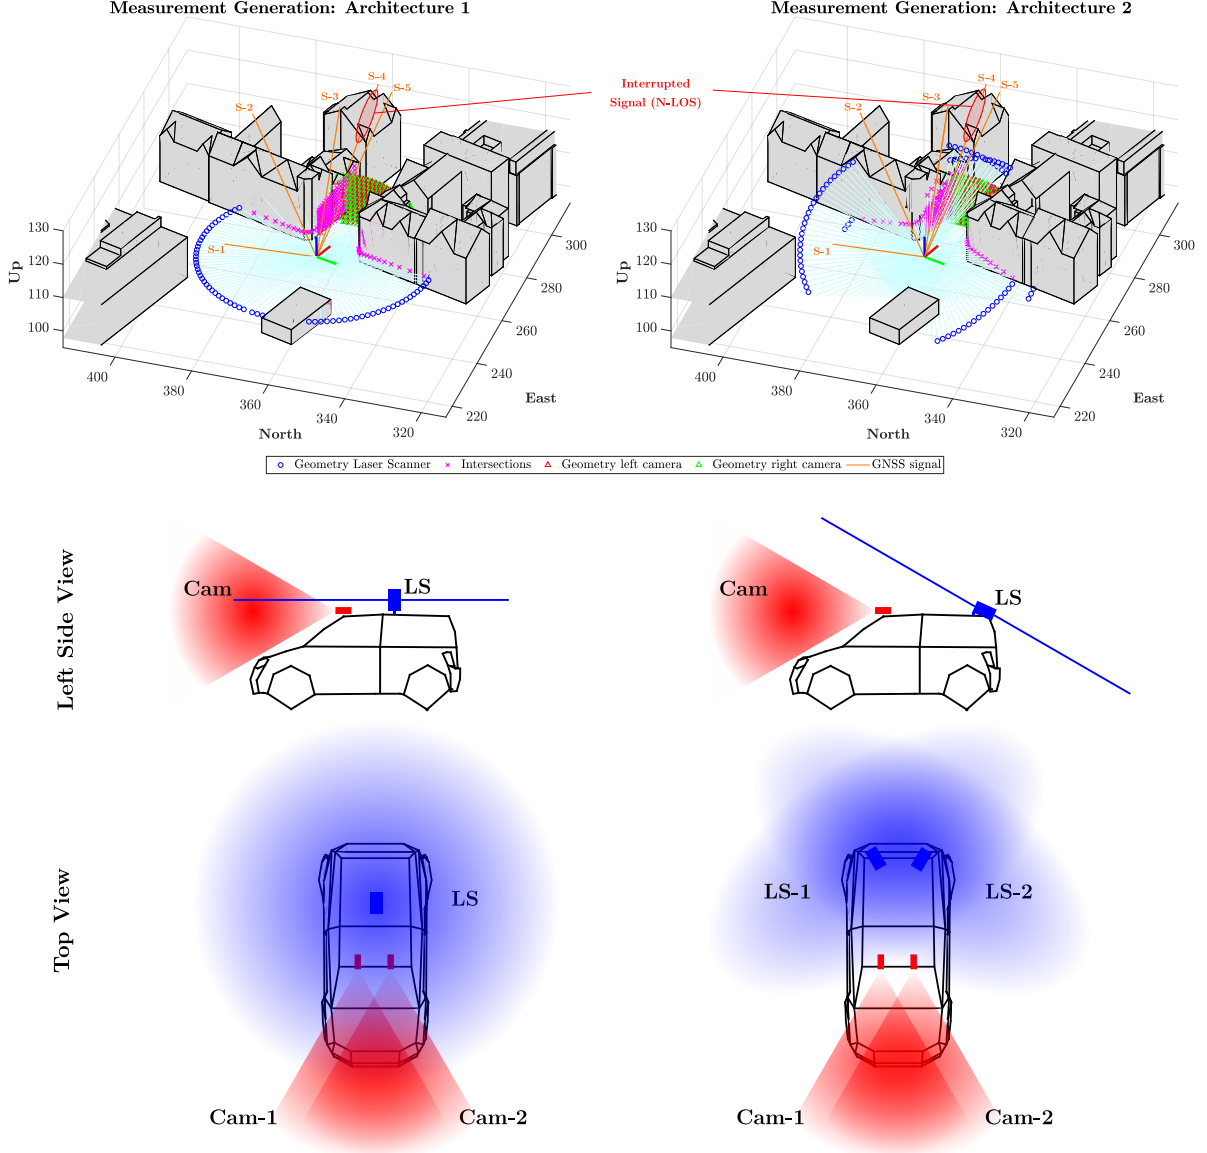 Measurement Generation: Architecture 1
Measurement Generation: Architecture 2
S-4
S-5
S-3
S-2
S-1
Interrupted
Signal (N-LOS)
S-4
S-5
S-3
S-2
S-1
130
120
110
100
Up
400
380
360
340
320
North
220
240
260
280
300
East
130
120
110
100
Up
400
380
360
340
320
North
220
240
260
280
300
East
Geometry Laser Scanner
Intersections
Geometry left camera
Geometry right camera
GNSS signal
Left Side View
Cam
LS
Cam
LS
Top View
LS
Cam-1
Cam-2
LS-1
LS-2
Cam-1
Cam-2